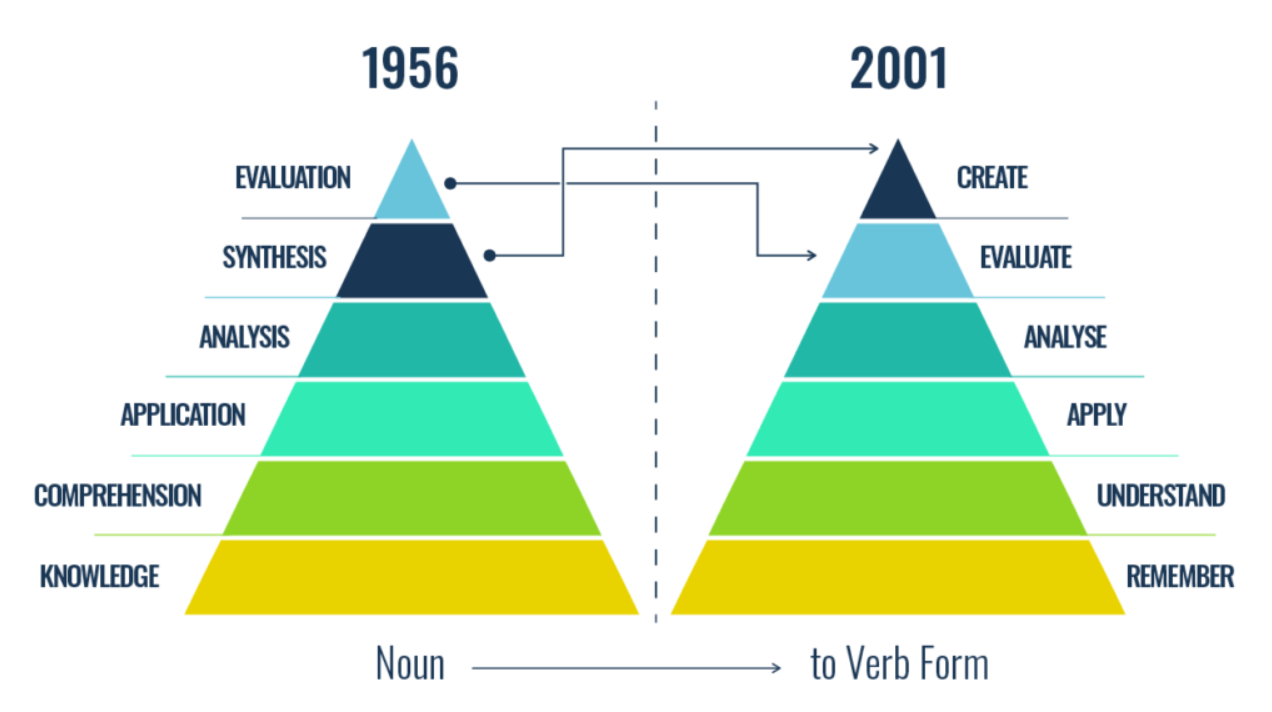 1956
2001
EVALUATION
CREATE
SYNTHESIS
EVALUATE
ANALYSIS
ANALYSE
APPLICATION
APPLY
COMPREHENSION
UNDERSTAND
KNOWLEDGE
REMEMBER
Noun
to Verb Form